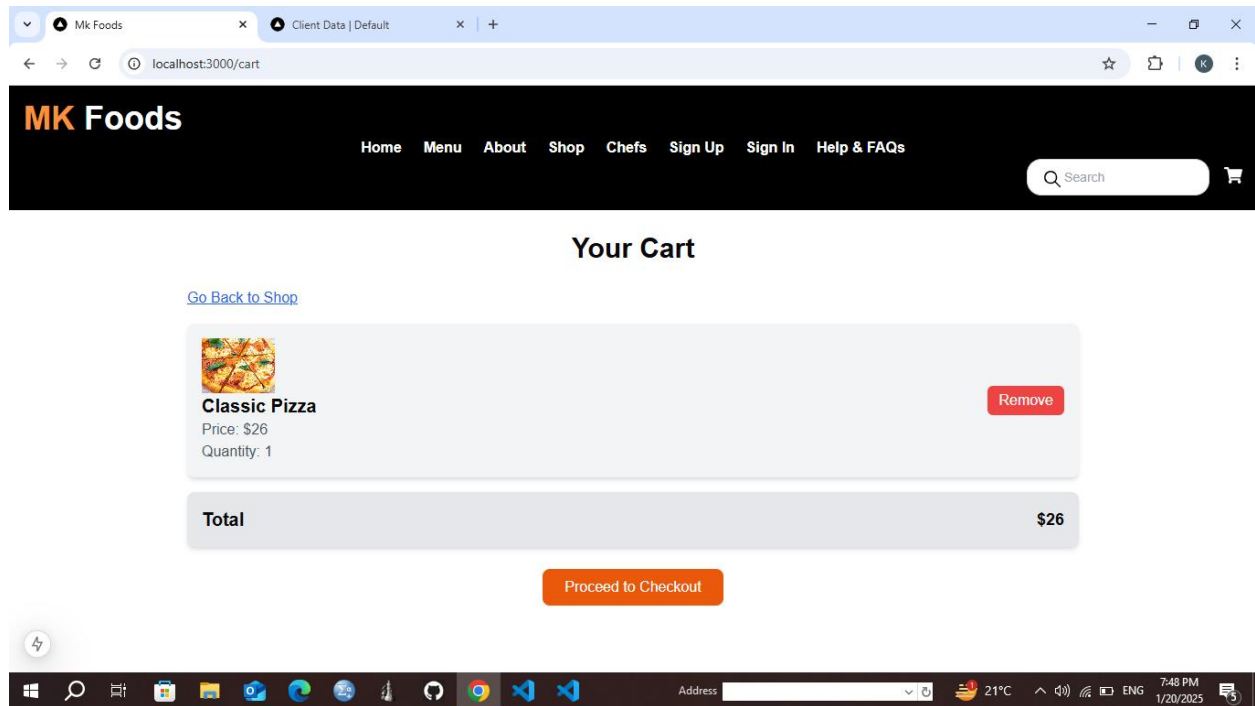 Mk Foods
Client Data | Default
localhost:3000/cart
K
MK Foods
Home Menu About Shop Chefs Sign Up Sign In Help & FAQs
Search
Your Cart
Go Back to Shop
Classic Pizza
Price: $26
Quantity: 1
Remove
Total $26
Proceed to Checkout
Address
1
21°C
ENG
7:48 PM
1/20/2025
5